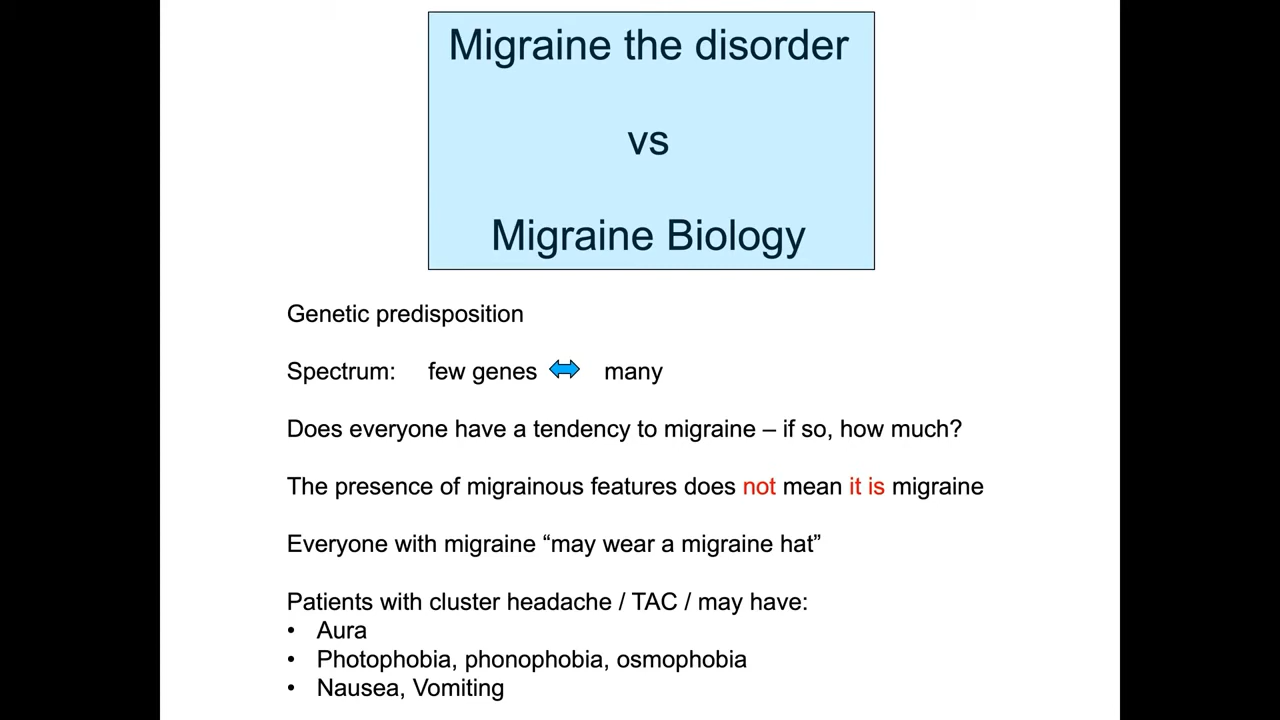 Migraine the disorder
vs
Migraine Biology
Genetic predisposition
Spectrum: few genes many
Does everyone have a tendency to migraine – if so, how much?
The presence of migrainous features does not mean it is migraine
Everyone with migraine “may wear a migraine hat”
Patients with cluster headache / TAC / may have:
• Aura
• Photophobia, phonophobia, osmophobia
• Nausea, Vomiting